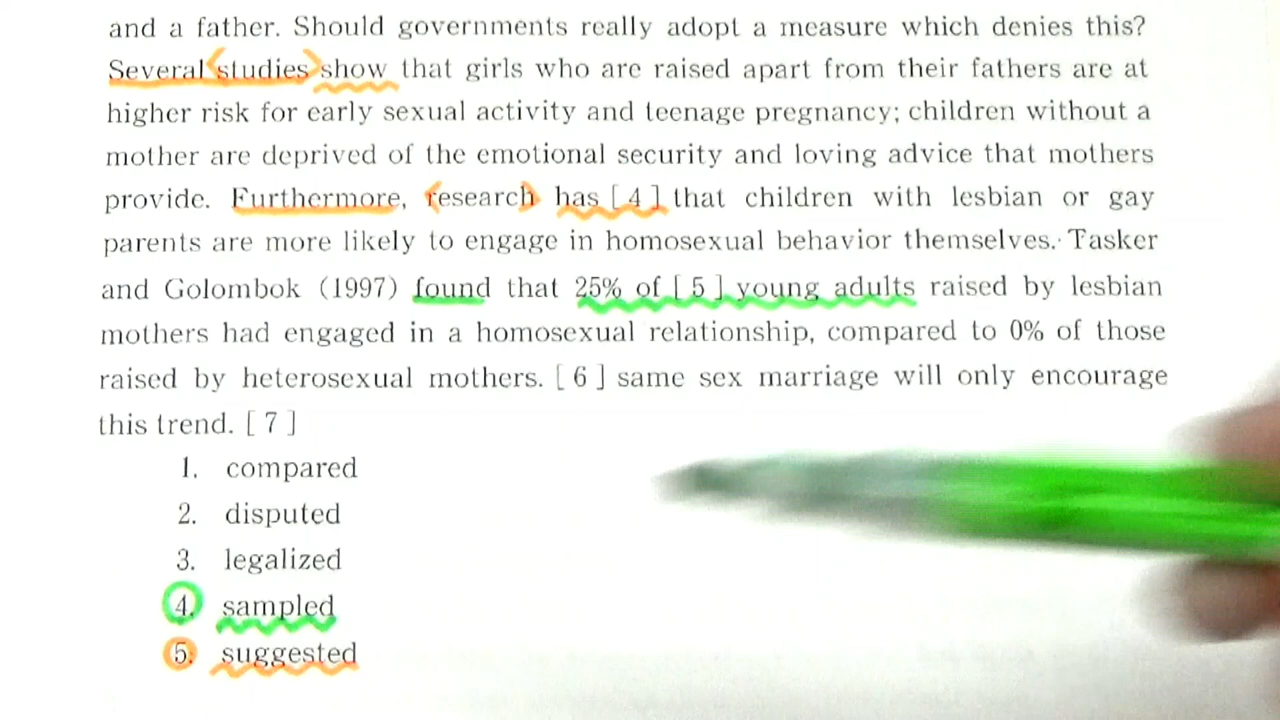 and a father. Should governments really adopt a measure which denies this?
Several studies show that girls who are raised apart from their fathers are at
higher risk for early sexual activity and teenage pregnancy; children without a
mother are deprived of the emotional security and loving advice that mothers
provide. Furthermore, research has [ 4 ] that children with lesbian or gay
parents are more likely to engage in homosexual behavior themselves. Tasker
and Golombok (1997) found that 25% of [ 5 ] young adults raised by lesbian
mothers had engaged in a homosexual relationship, compared to 0% of those
raised by heterosexual mothers. [ 6 ] same sex marriage will only encourage
this trend. [ 7 ]
1. compared
2. disputed
3. legalized
4. sampled
5. suggested